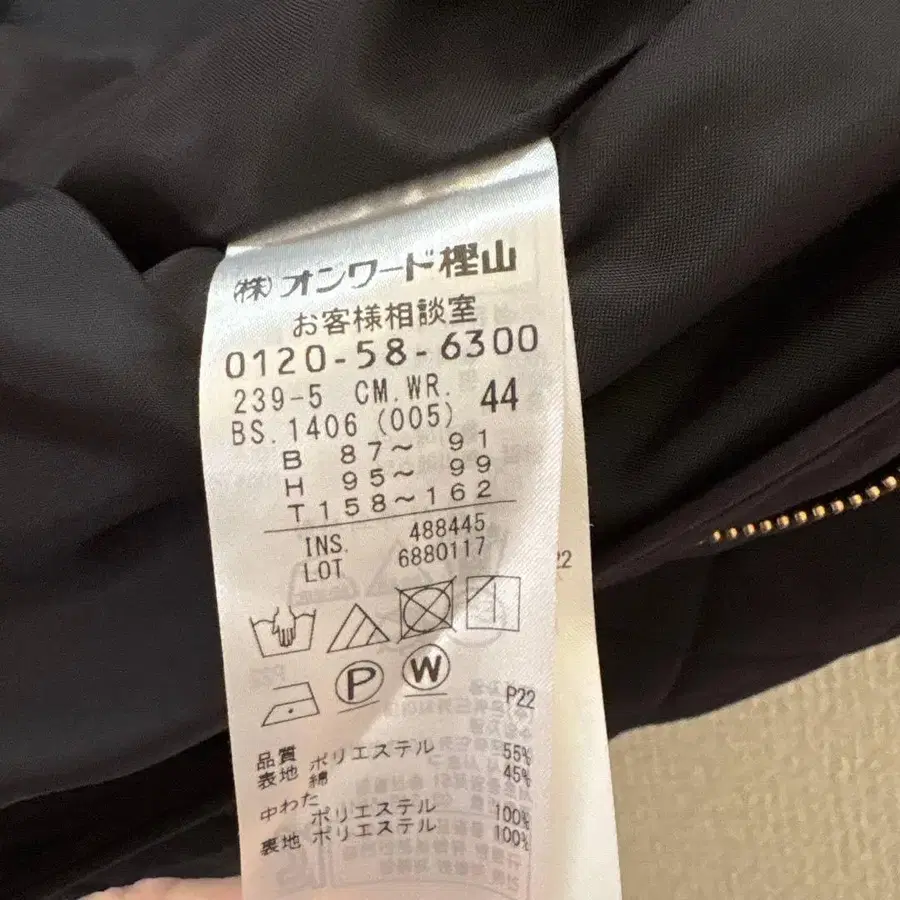 (株)オンワード樫山
お客様相談室
0120-58-6300
239-5 CM.WR. 44
BS.1406 (005)
B 87〜 91
H 95〜 99
T158〜162
INS. 488445
LOT 6880117
P
W
P22
品質
表地 ポリエステル 55%
綿 45%
中わた
ポリエステル 100%
裏地 ポリエステル 100%